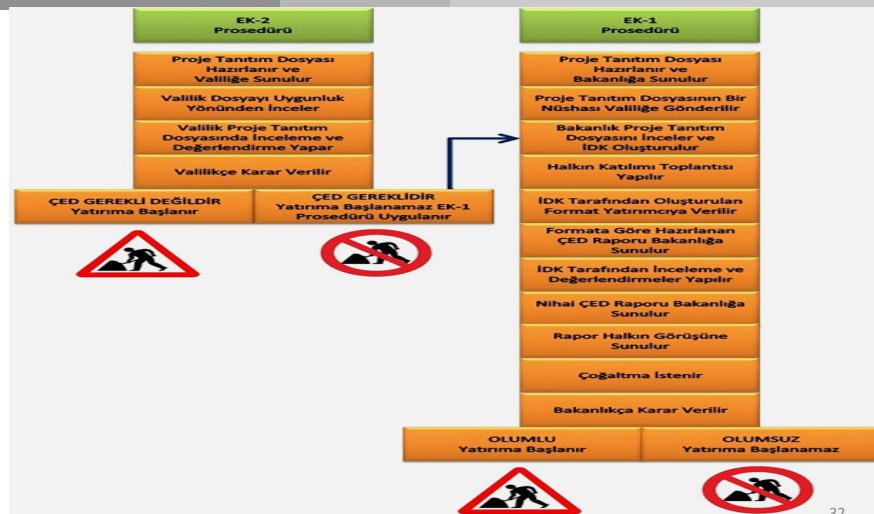 EK-2
Prosedürü
Proje Tanıtım Dosyası
Hazırlanır ve
Valiliğe Sunulur
Valilik Dosyayı Uygunluk
Yönünden İnceler
Valilik Proje Tanıtım
Dosyasında İnceleme ve
Değerlendirme Yapar
Valilikçe Karar Verilir
ÇED GEREKLİ DEĞİLDİR
Yatırıma Başlanır
ÇED GEREKLİDİR
Yatırıma Başlanamaz EK-1
Prosedürü Uygulanır
EK-1
Prosedürü
Proje Tanıtım Dosyası
Hazırlanır ve
Bakanlığa Sunulur
Proje Tanıtım Dosyasının Bir
Nüshası Valiliğe Gönderilir
Bakanlık Proje Tanıtım
Dosyasını İnceler ve
İDK Oluşturulur
Halkın Katılımı Toplantısı
Yapılır
İDK Tarafından Oluşturulan
Format Yatırımcıya Verilir
Formata Göre Hazırlanan
ÇED Raporu Bakanlığa
Sunulur
İDK Tarafından İnceleme ve
Değerlendirmeler Yapılır
Nihai ÇED Raporu Bakanlığa
Sunulur
Rapor Halkın Görüşüne
Sunulur
Çoğaltma İstenir
Bakanlıkça Karar Verilir
OLUMLU
Yatırıma Başlanır
OLUMSUZ
Yatırıma Başlanamaz
32